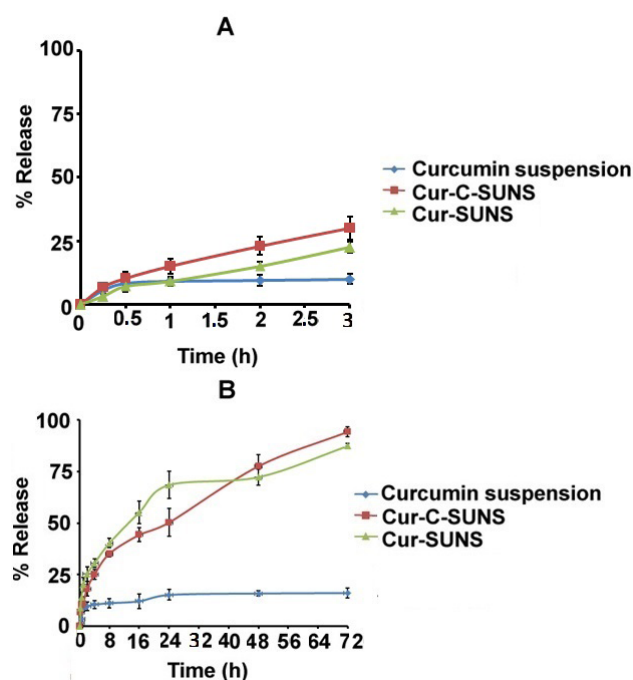 A
100
75
50
25
0
% Release
0 0.5 1 1.5 2 2.5 3
Time (h)
Curcumin suspension
Cur-C-SUNS
Cur-SUNS
B
100
75
50
25
0
% Release
0 8 16 24 32 40 48 56 64 72
Time (h)
Curcumin suspension
Cur-C-SUNS
Cur-SUNS